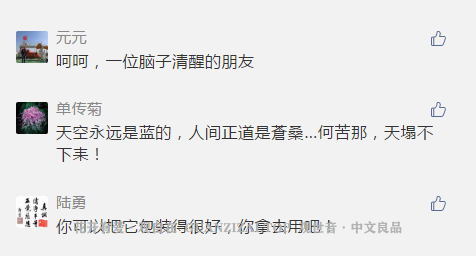 元元
呵呵，一位脑子清醒的朋友
单传菊
天空永远是蓝的，人间正道是蒼桑…何苦那，天塌不
下耒！
陆勇
你可以把它包装得很好，你拿去用吧！
中文良品